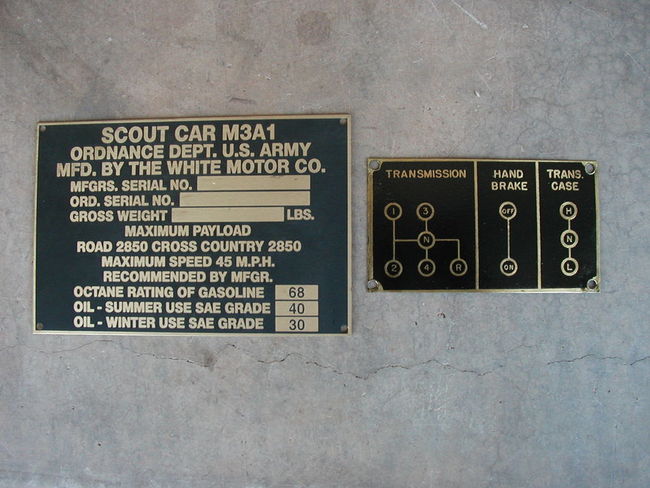 SCOUT CAR M3A1
ORDNANCE DEPT. U.S. ARMY
MFD. BY THE WHITE MOTOR CO.
MFGRS. SERIAL NO.
ORD. SERIAL NO.
GROSS WEIGHT LBS.
MAXIMUM PAYLOAD
ROAD 2850 CROSS COUNTRY 2850
MAXIMUM SPEED 45 M.P.H.
RECOMMENDED BY MFGR.
OCTANE RATING OF GASOLINE 68
OIL - SUMMER USE SAE GRADE 40
OIL - WINTER USE SAE GRADE 30
TRANSMISSION
1 3
N
2 4 R
HAND
BRAKE
OFF
ON
TRANS.
CASE
H
N
L